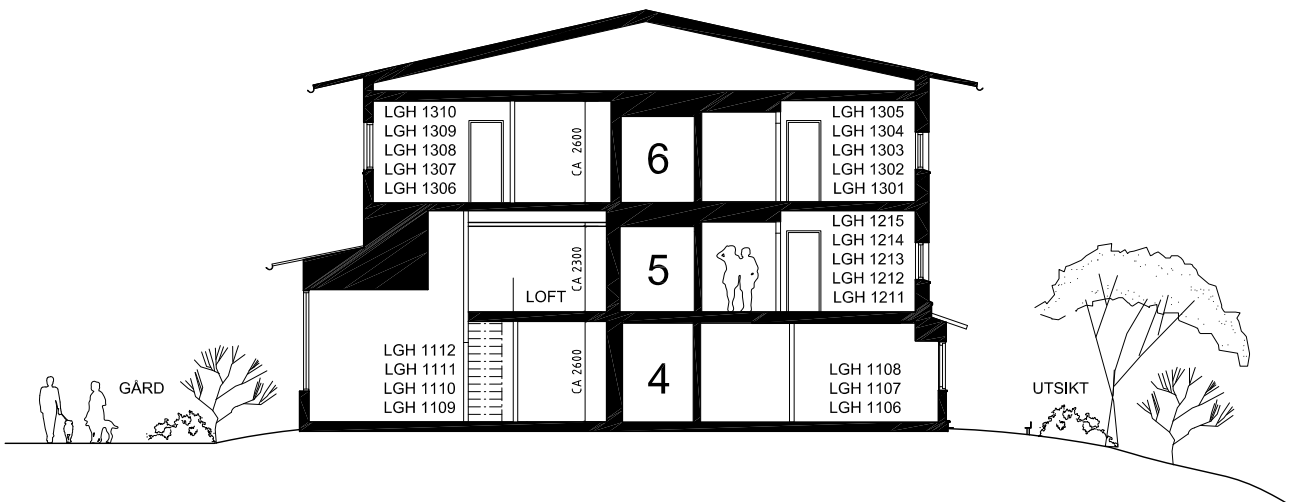 LGH 1310
LGH 1309
LGH 1308
LGH 1307
LGH 1306
CA 2600
6
LGH 1305
LGH 1304
LGH 1303
LGH 1302
LGH 1301
LOFT
CA 2300
5
LGH 1215
LGH 1214
LGH 1213
LGH 1212
LGH 1211
GÅRD
LGH 1112
LGH 1111
LGH 1110
LGH 1109
CA 2600
4
LGH 1108
LGH 1107
LGH 1106
UTSIKT